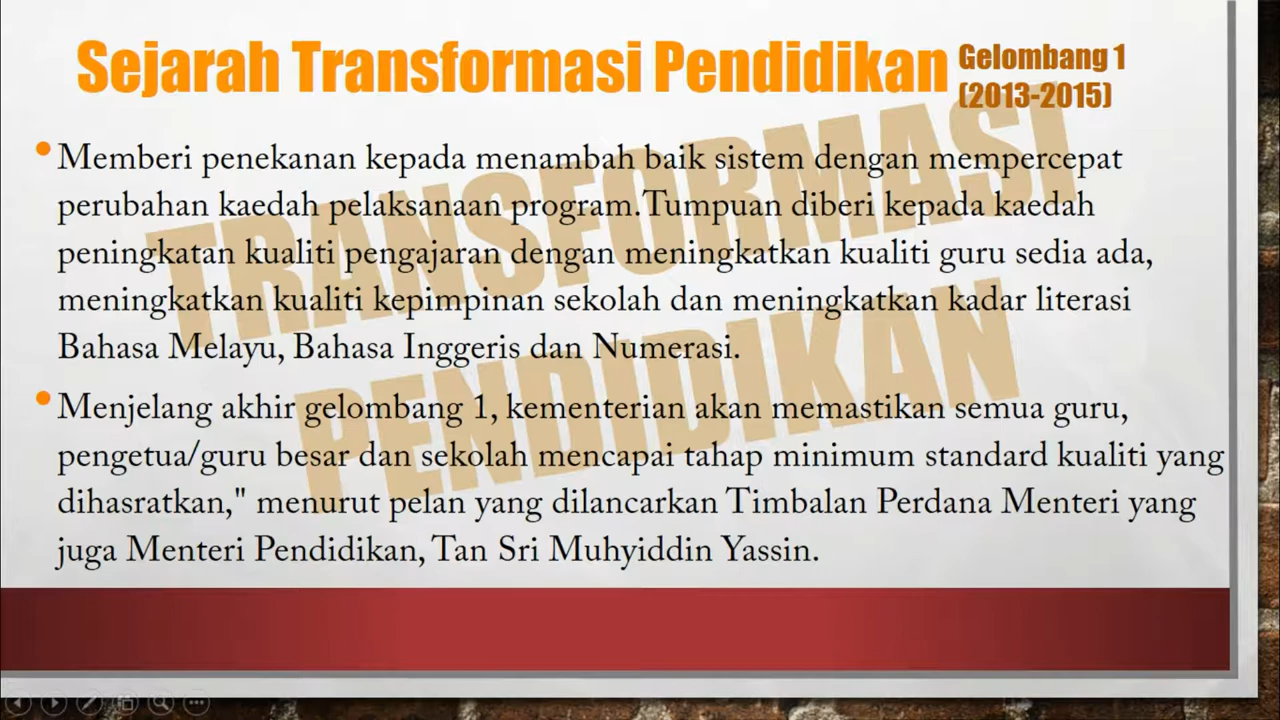 Sejarah Transformasi Pendidikan Gelombang 1
(2013-2015)
TRANSFORMASI
PENDIDIKAN
Memberi penekanan kepada menambah baik sistem dengan mempercepat
perubahan kaedah pelaksanaan program.Tumpuan diberi kepada kaedah
peningkatan kualiti pengajaran dengan meningkatkan kualiti guru sedia ada,
meningkatkan kualiti kepimpinan sekolah dan meningkatkan kadar literasi
Bahasa Melayu, Bahasa Inggeris dan Numerasi.
Menjelang akhir gelombang 1, kementerian akan memastikan semua guru,
pengetua/guru besar dan sekolah mencapai tahap minimum standard kualiti yang
dihasratkan," menurut pelan yang dilancarkan Timbalan Perdana Menteri yang
juga Menteri Pendidikan, Tan Sri Muhyiddin Yassin.